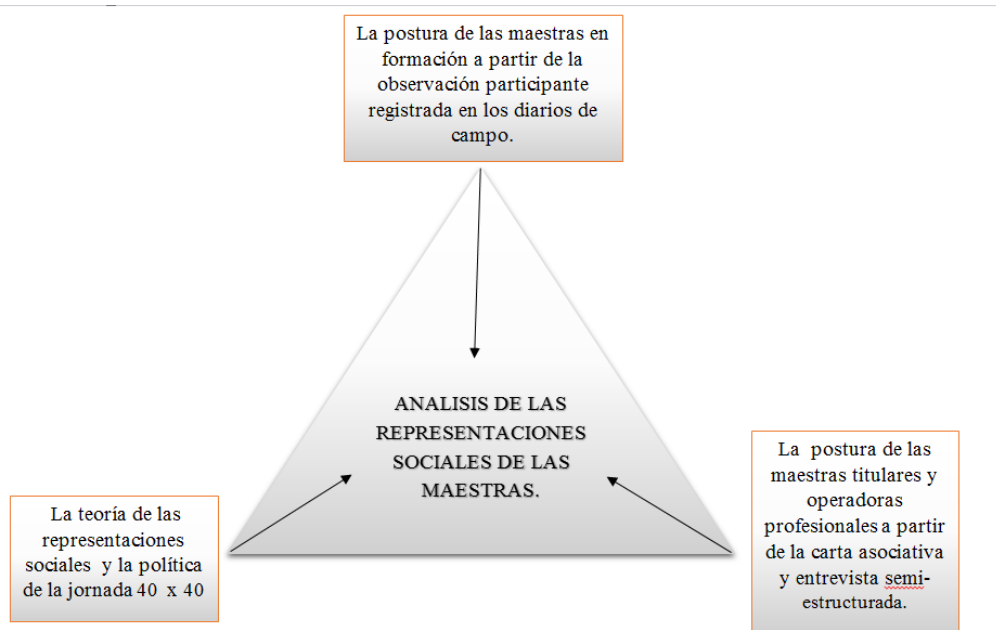 La postura de las maestras en
formación a partir de la
observación participante
registrada en los diarios de
campo.
ANALISIS DE LAS
REPRESENTACIONES
SOCIALES DE LAS
MAESTRAS.
La teoría de las
representaciones
sociales y la política
de la jornada 40 x 40
La postura de las
maestras titulares y
operadoras
profesionales a partir
de la carta asociativa
y entrevista semi-
estructurada.